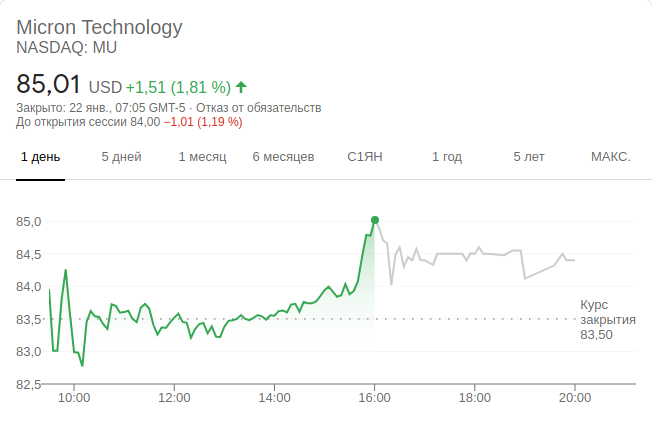 Micron Technology
NASDAQ: MU
85,01 USD +1,51 (1,81 %)
Закрыто: 22 янв., 07:05 GMT-5 · Отказ от обязательств
До открытия сессии 84,00 −1,01 (1,19 %)
1 день 5 дней 1 месяц 6 месяцев С1ЯН 1 год 5 лет МАКС.
85,0
84,5
84,0
83,5
83,0
82,5
Курс
закрытия
83,50
10:00 12:00 14:00 16:00 18:00 20:00